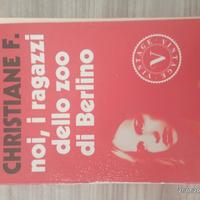 CHRISTIANE F.
noi, i ragazzi
dello zoo
di Berlino
VINTAGE VINTAGE
V